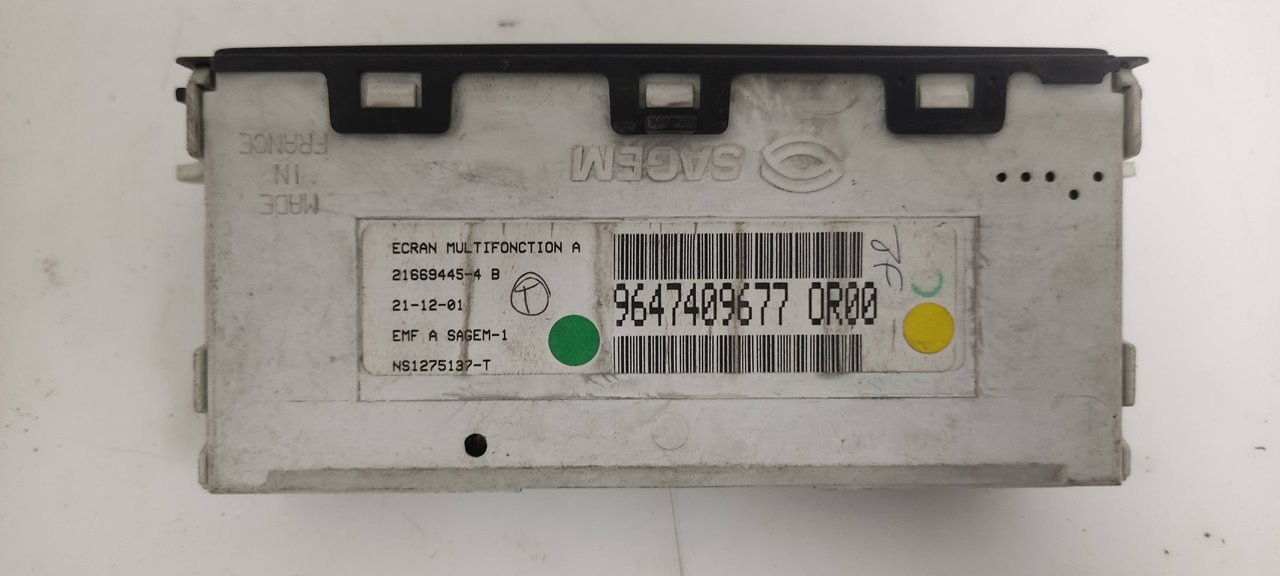 MADE
IN
FRANCE
SAGEM
ECRAN MULTIFONCTION A
21669445-4 B
21-12-01
T
EMF A SAGEM-1
NS1275137-T
9647409677 0R00